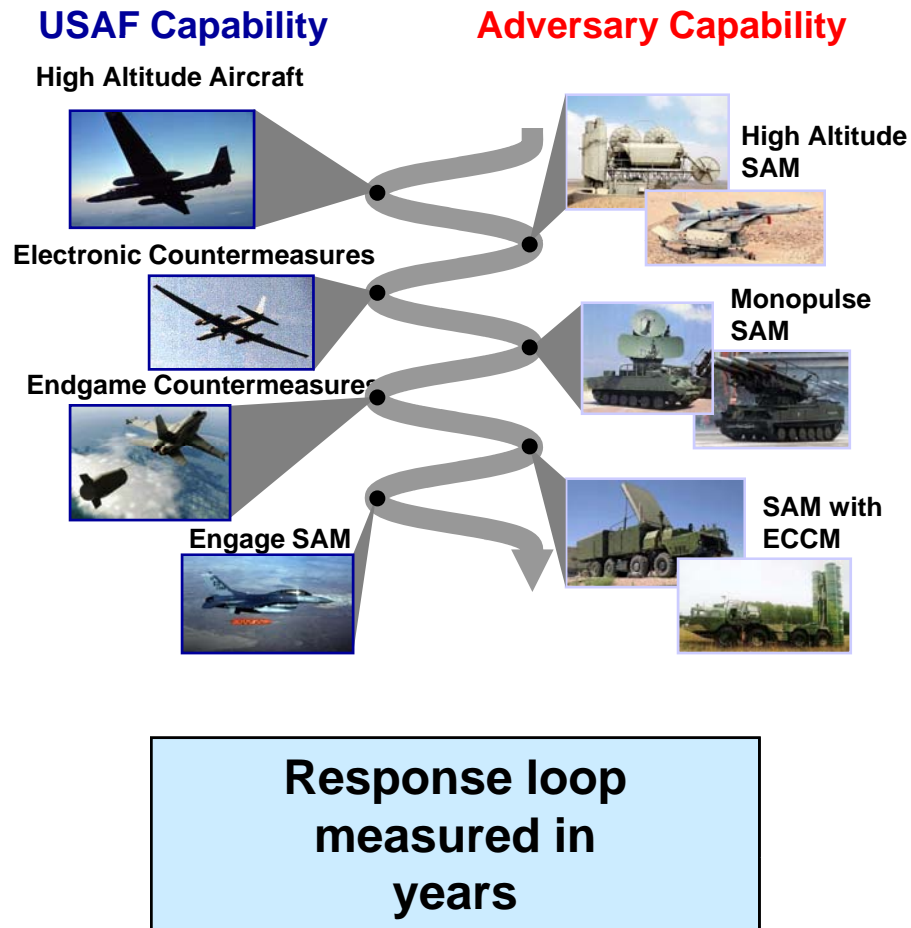 USAF Capability
Adversary Capability
High Altitude Aircraft
High Altitude
SAM
Electronic Countermeasures
Monopulse
SAM
Endgame Countermeasures
SAM with
ECCM
Engage SAM
Response loop
measured in
years